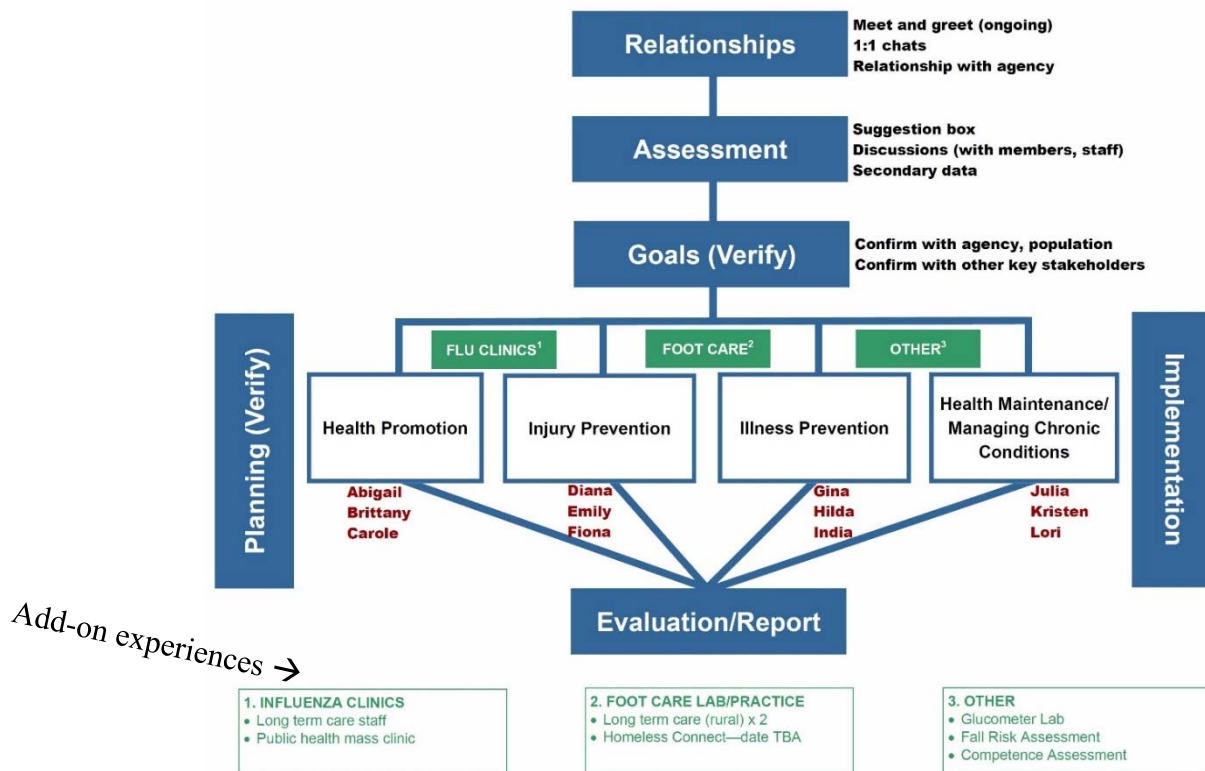 Relationships
Meet and greet (ongoing)
1:1 chats
Relationship with agency
Assessment
Suggestion box
Discussions (with members, staff)
Secondary data
Goals (Verify)
Confirm with agency, population
Confirm with other key stakeholders
Planning (Verify)
Implementation
FLU CLINICS¹
FOOT CARE²
OTHER³
Health Promotion
Injury Prevention
Illness Prevention
Health Maintenance/
Managing Chronic
Conditions
Abigail
Brittany
Carole
Diana
Emily
Fiona
Gina
Hilda
India
Julia
Kristen
Lori
Evaluation/Report
Add-on experiences →
1. INFLUENZA CLINICS
• Long term care staff
• Public health mass clinic
2. FOOT CARE LAB/PRACTICE
• Long term care (rural) x 2
• Homeless Connect—date TBA
3. OTHER
• Glucometer Lab
• Fall Risk Assessment
• Competence Assessment